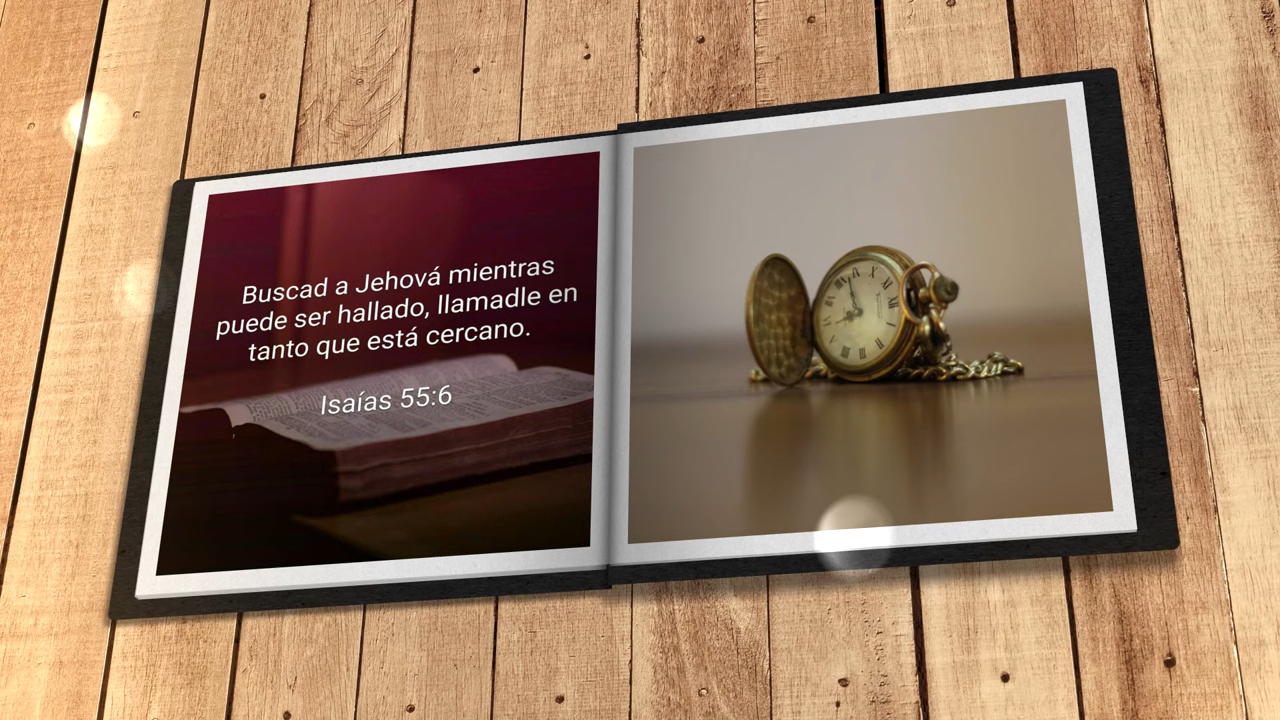 Buscad a Jehová mientras
puede ser hallado, llamadle en
tanto que está cercano.
Isaías 55:6